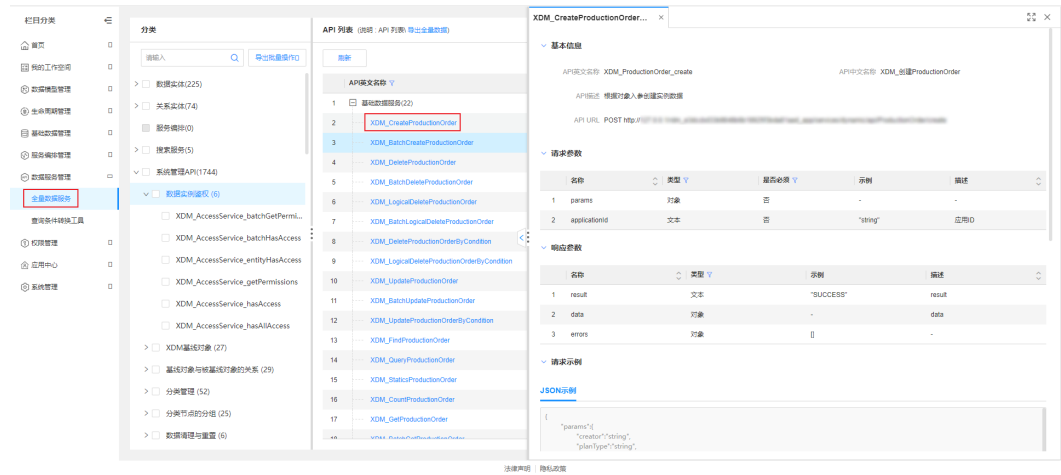 栏目分类
首页
我的工作空间
数据模型管理
生命周期管理
基础数据管理
服务编排管理
数据服务管理
全量数据服务
查询条件转换工具
权限管理
应用中心
系统管理
分类
请输入
导出批量操作
数据实体(225)
关系实体(74)
服务编排(0)
搜索服务(5)
系统管理API(1744)
数据实例鉴权 (6)
XDM_AccessService_batchGetPermi...
XDM_AccessService_batchHasAccess
XDM_AccessService_entityHasAccess
XDM_AccessService_getPermissions
XDM_AccessService_hasAccess
XDM_AccessService_hasAllAccess
XDM基线对象 (27)
基线对象与被基线对象的关系 (29)
分类管理 (52)
分类节点的分组 (25)
数据清理与重置 (6)
API 列表 (说明 : API 列表\ 导出全量数据)
刷新
API英文名称
1 基础数据服务(22)
2 XDM_CreateProductionOrder
3 XDM_BatchCreateProductionOrder
4 XDM_DeleteProductionOrder
5 XDM_BatchDeleteProductionOrder
6 XDM_LogicalDeleteProductionOrder
7 XDM_BatchLogicalDeleteProductionOrder
8 XDM_DeleteProductionOrderByCondition
9 XDM_LogicalDeleteProductionOrderByCondition
10 XDM_UpdateProductionOrder
11 XDM_BatchUpdateProductionOrder
12 XDM_UpdateProductionOrderByCondition
13 XDM_FindProductionOrder
14 XDM_QueryProductionOrder
15 XDM_StaticsProductionOrder
16 XDM_CountProductionOrder
17 XDM_GetProductionOrder
18 XDM_BatchGetProductionOrder
XDM_CreateProductionOrder... ×
基本信息
API英文名称 XDM_ProductionOrder_create
API中文名称 XDM_创建ProductionOrder
API描述 根据对象入参创建实例数据
API URL POST http://
请求参数
名称 类型 是否必须 示例 描述
1 params 对象 否 - -
2 applicationId 文本 否 "string" 应用ID
响应参数
名称 类型 示例 描述
1 result 文本 "SUCCESS" result
2 data 对象 - data
3 errors 对象 [] -
请求示例
JSON示例
{
"params":{
"creator":"string",
"planType":"string",
法律声明 | 隐私政策